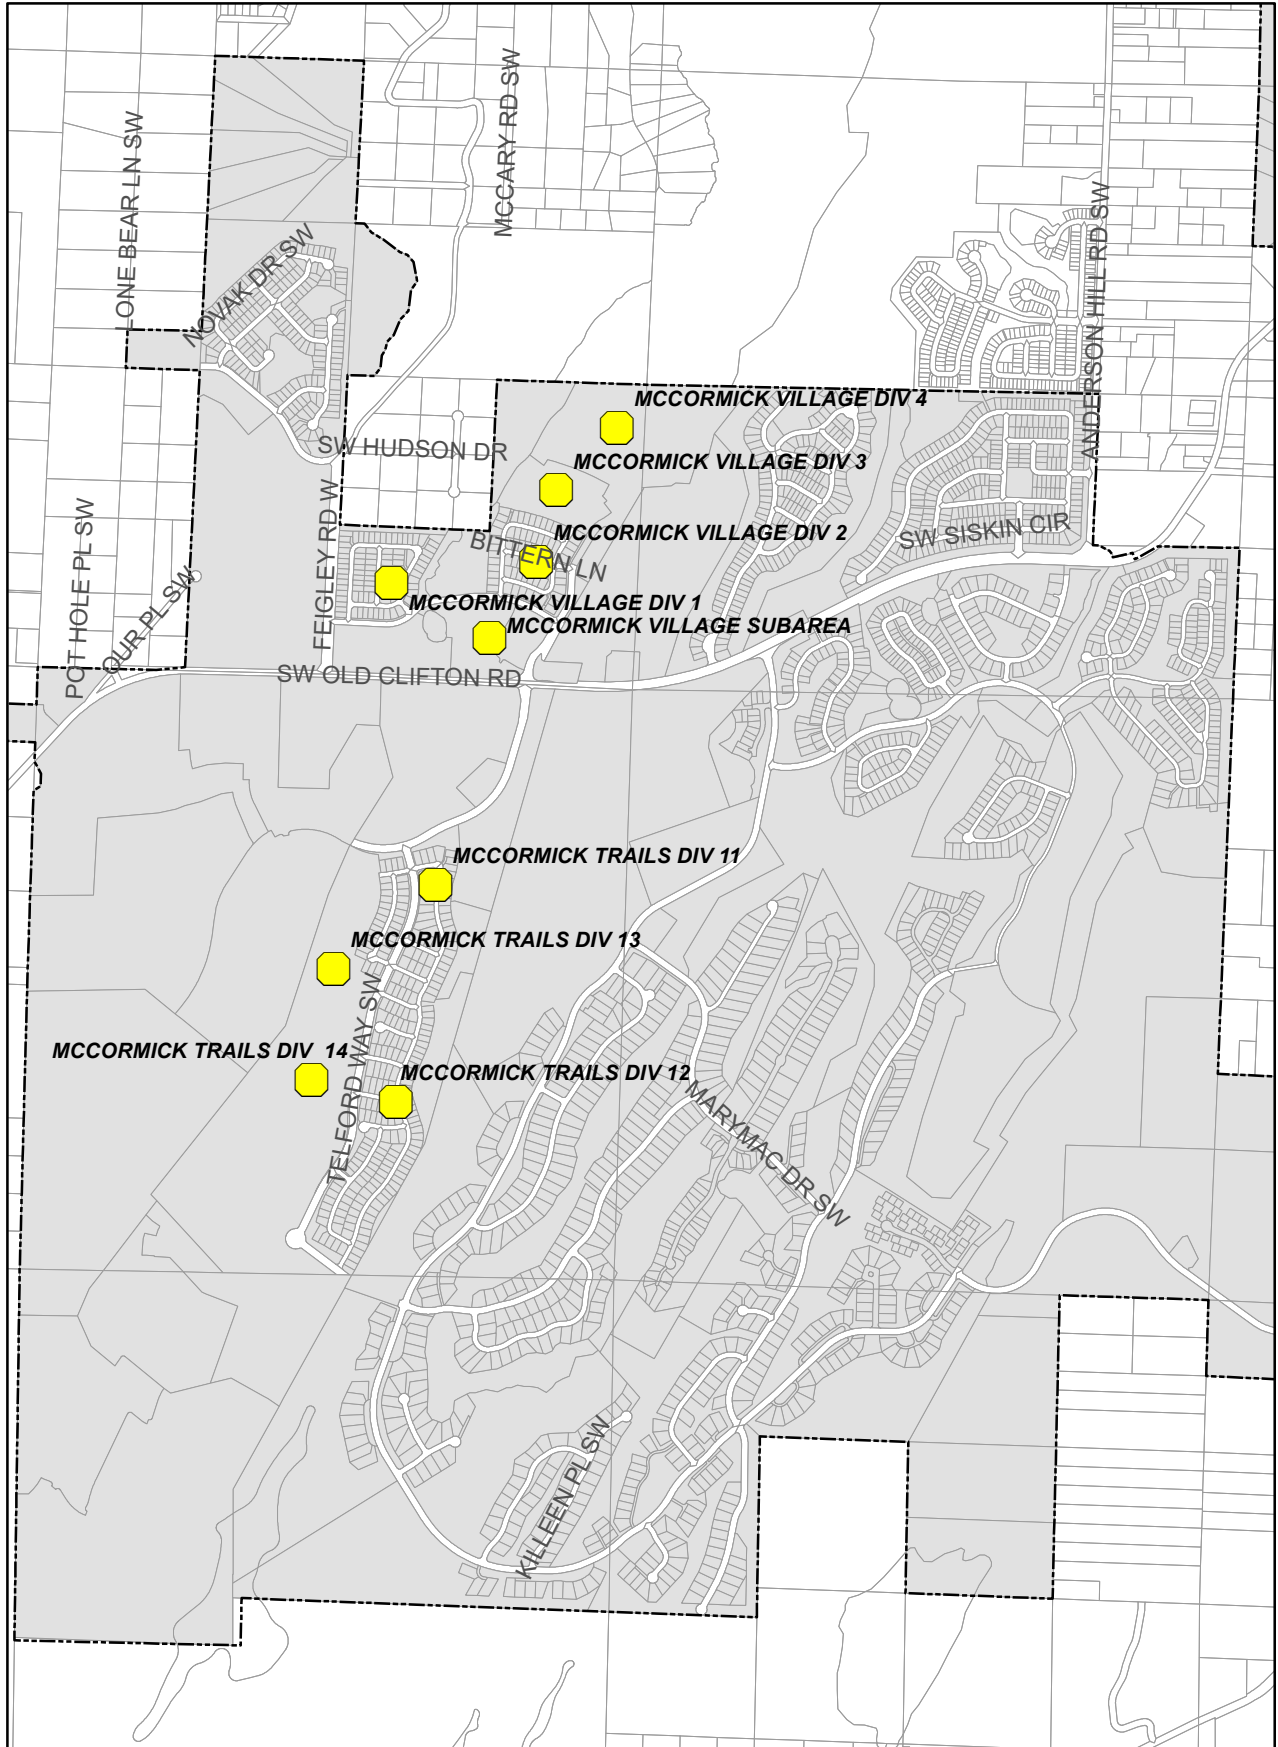 MCCARY RD SW
LONE BEAR LN SW
NOVAK DR SW
ANDERSON HILL RD SW
MCCORMICK VILLAGE DIV 4
SW HUDSON DR
MCCORMICK VILLAGE DIV 3
FEIGLEY RD W
POT HOLE POL SW
MCCORMICK VILLAGE DIV 2
BITTERN LN
SW SISKIN CIR
OUR PL SW
MCCORMICK VILLAGE DIV 1
MCCORMICK VILLAGE SUBAREA
SW OLD CLIFTON RD
MCCORMICK TRAILS DIV 11
MCCORMICK TRAILS DIV 13
TELFORD WAY SW
MCCORMICK TRAILS DIV 14
MCCORMICK TRAILS DIV 12
MARYMAC DR SW
KILLEEN PL SW